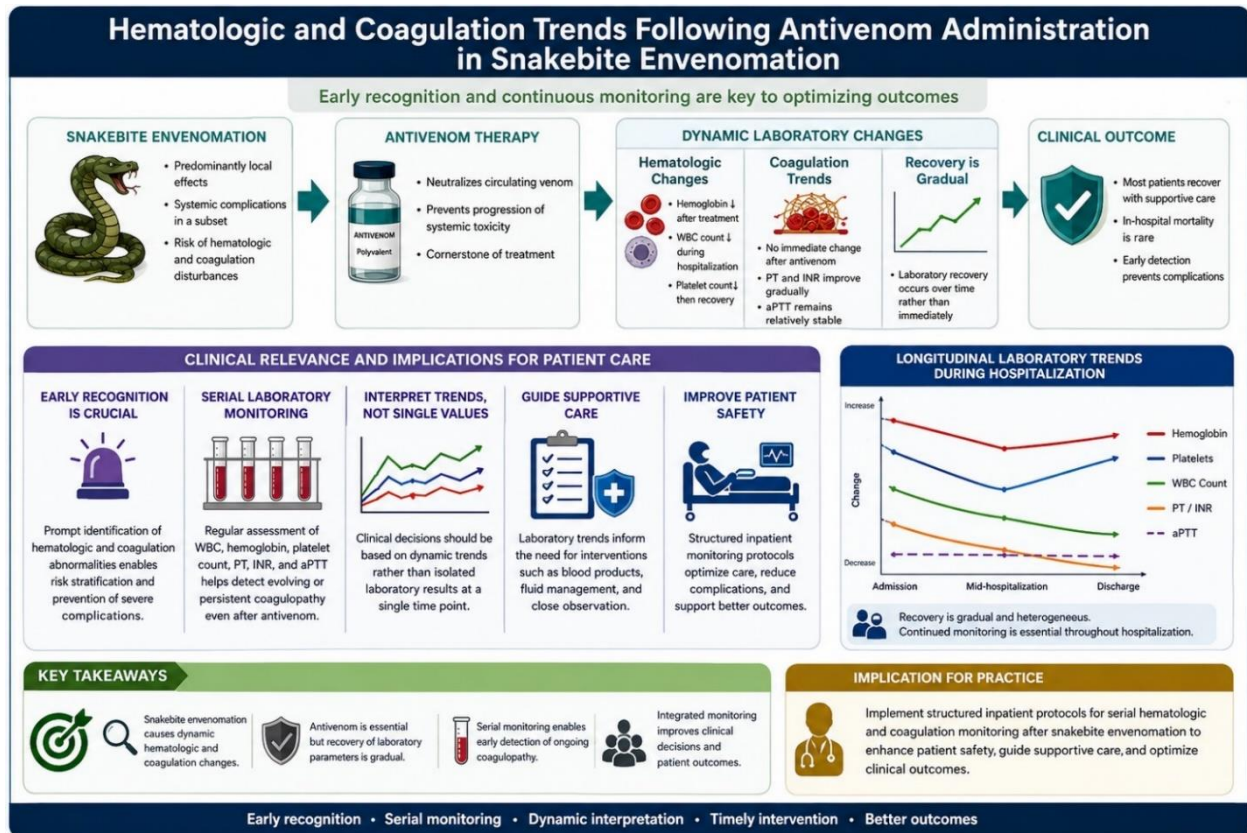 Hematologic and Coagulation Trends Following Antivenom Administration
in Snakebite Envenomation
Early recognition and continuous monitoring are key to optimizing outcomes
SNAKEBITE ENVENOMATION
• Predominantly local
effects
• Systemic complications
in a subset
• Risk of hematologic
and coagulation
disturbances
ANTIVENOM THERAPY
ANTIVENOM
Polyvalent
• Neutralizes circulating venom
• Prevents progression of
systemic toxicity
• Cornerstone of treatment
DYNAMIC LABORATORY CHANGES
Hematologic
Changes
• Hemoglobin ↓
after treatment
• WBC count ↓
during
hospitalization
• Platelet count↓
then recovery
Coagulation
Trends
• No immediate change
after antivenom
• PT and INR improve
gradually
• aPTT remains
relatively stable
Recovery is
Gradual
• Laboratory recovery
occurs over time
rather than
immediately
CLINICAL OUTCOME
• Most patients recover
with supportive care
• In-hospital mortality
is rare
• Early detection
prevents complications
CLINICAL RELEVANCE AND IMPLICATIONS FOR PATIENT CARE
EARLY RECOGNITION
IS CRUCIAL
Prompt identification of
hematologic and coagulation
abnormalities enables
risk stratification and
prevention of severe
complications.
SERIAL LABORATORY
MONITORING
Regular assessment of
WBC, hemoglobin, platelet
count, PT, INR, and aPTT
helps detect evolving or
persistent coagulopathy
even after antivenom.
INTERPRET TRENDS,
NOT SINGLE VALUES
Clinical decisions should be
based on dynamic trends
rather than isolated
laboratory results at a
single time point.
GUIDE SUPPORTIVE
CARE
Laboratory trends inform
the need for interventions
such as blood products,
fluid management, and
close observation.
IMPROVE PATIENT
SAFETY
Structured inpatient
monitoring protocols
optimize care, reduce
complications, and
support better outcomes.
LONGITUDINAL LABORATORY TRENDS
DURING HOSPITALIZATION
Increase
Change
Decrease
Admission
Mid-hospitalization
Discharge
Hemoglobin
Platelets
WBC Count
PT / INR
aPTT
Recovery is gradual and heterogeneus.
Continued monitoring is essential throughout hospitalization.
KEY TAKEAWAYS
Snakebite envenomation
causes dynamic
hematologic and
coagulation changes.
Antivenom is essential
but recovery of laboratory
parameters is gradual.
Serial monitoring enables
early detection of ongoing
coagulopathy.
Integrated monitoring
improves clinical
decisions and
patient outcomes.
IMPLICATION FOR PRACTICE
Implement structured inpatient protocols for serial hematologic
and coagulation monitoring after snakebite envenomation to
enhance patient safety, guide supportive care, and optimize
clinical outcomes.
Early recognition • Serial monitoring • Dynamic interpretation • Timely intervention • Better outcomes